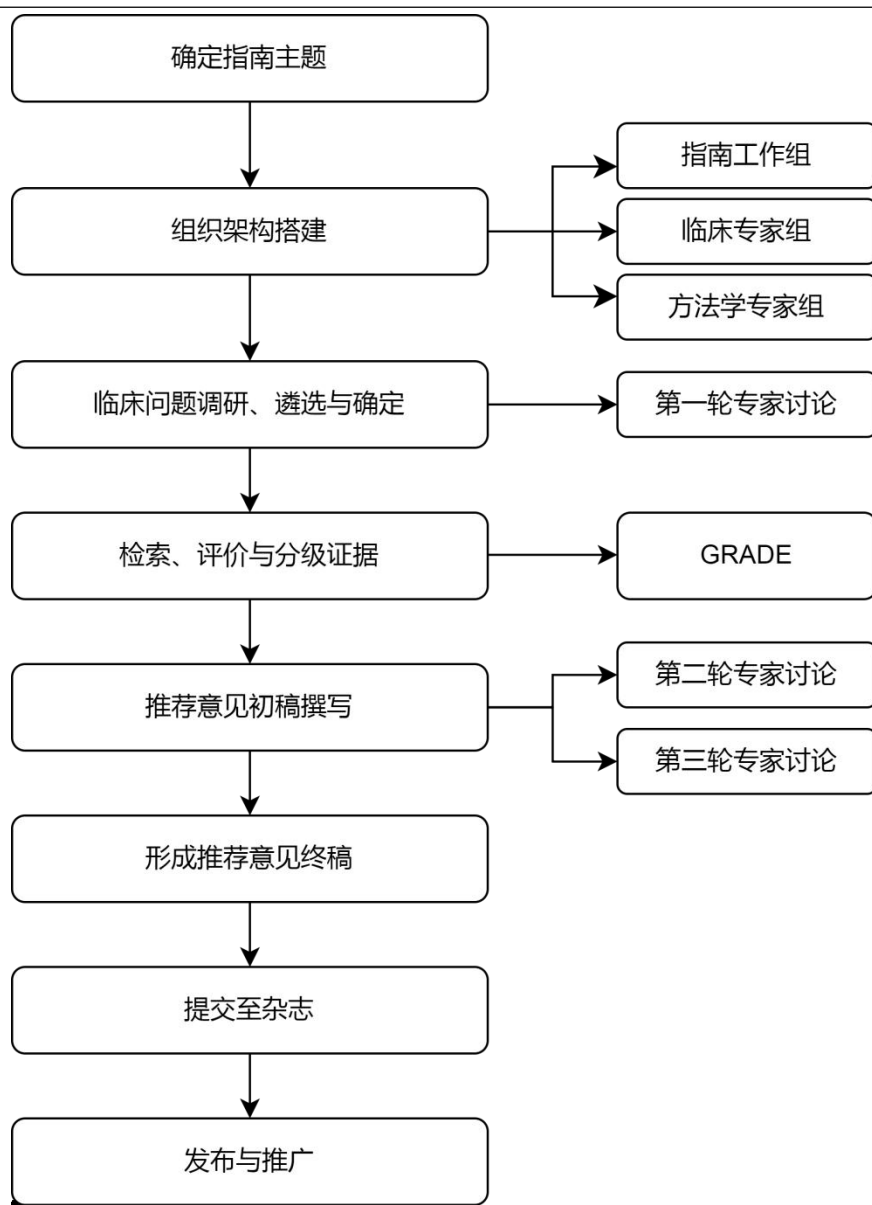 确定指南主题
组织架构搭建
指南工作组
临床专家组
方法学专家组
临床问题调研、遴选与确定
第一轮专家讨论
检索、评价与分级证据
GRADE
推荐意见初稿撰写
第二轮专家讨论
第三轮专家讨论
形成推荐意见终稿
提交至杂志
发布与推广